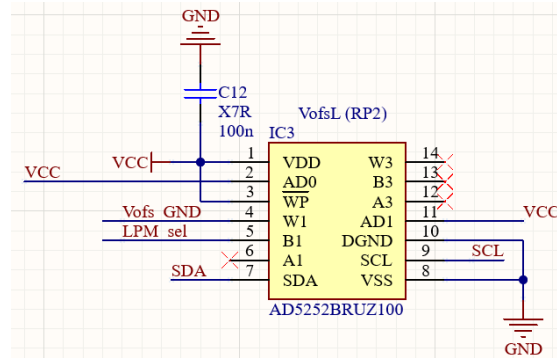 GND
C12
X7R
100n
VofsL (RP2)
IC3
VCC
VCC
1 VDD W3 14
2 AD0 B3 13
3 WP A3 12
Vofs_GND 4 W1 AD1 11 VCC
LPM_sel 5 B1 DGND 10
6 A1 SCL 9 SCL
SDA 7 SDA VSS 8
AD5252BRUZ100
GND